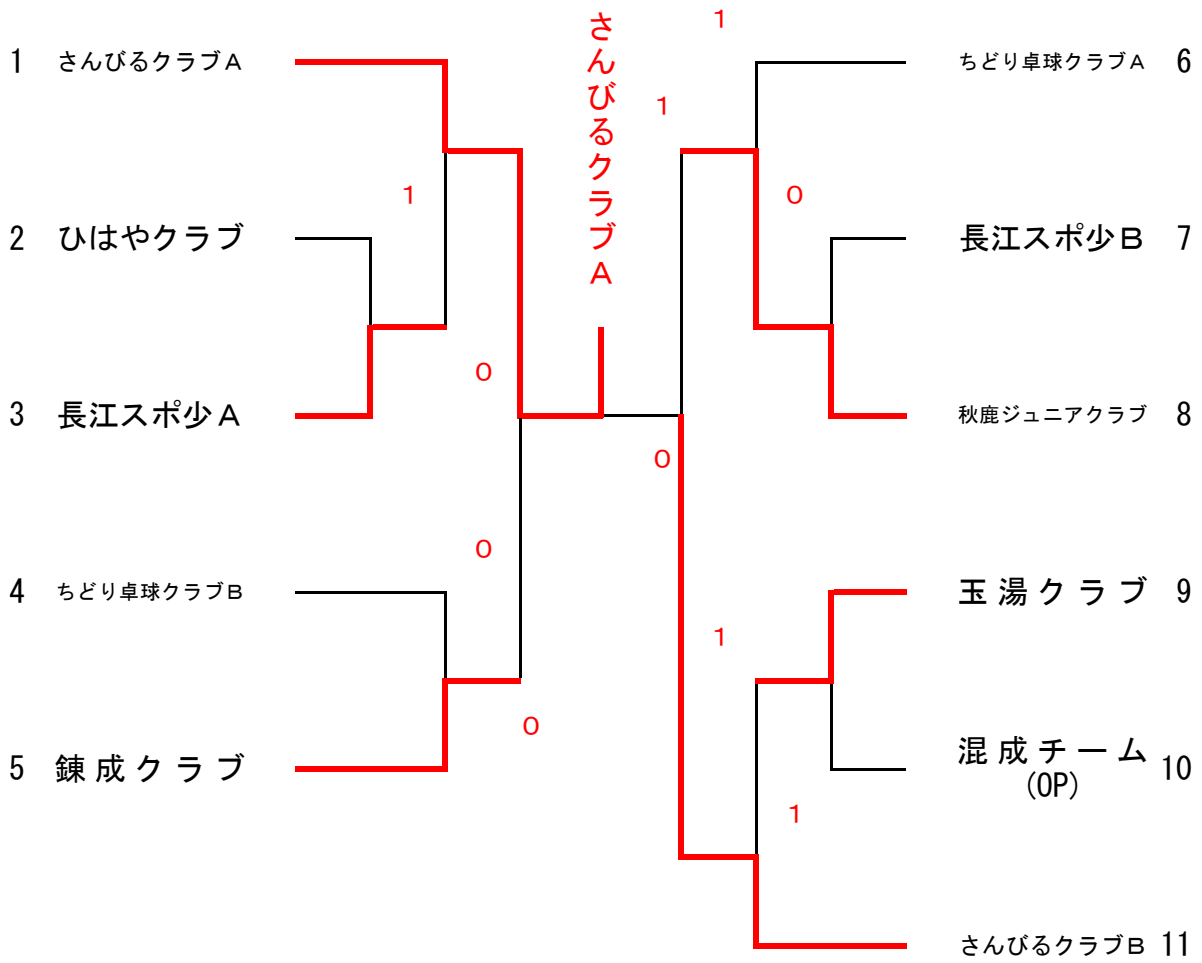 1 さんびるクラブA
2 ひはやクラブ
3 長江スポ少A
4 ちどり卓球クラブB
5 錬成クラブ
1
0
0
0
さんびるクラブA
1
1
0
0
1
1
ちどり卓球クラブA 6
長江スポ少B 7
秋鹿ジュニアクラブ 8
玉湯クラブ 9
混成チーム 10
(OP)
さんびるクラブB 11